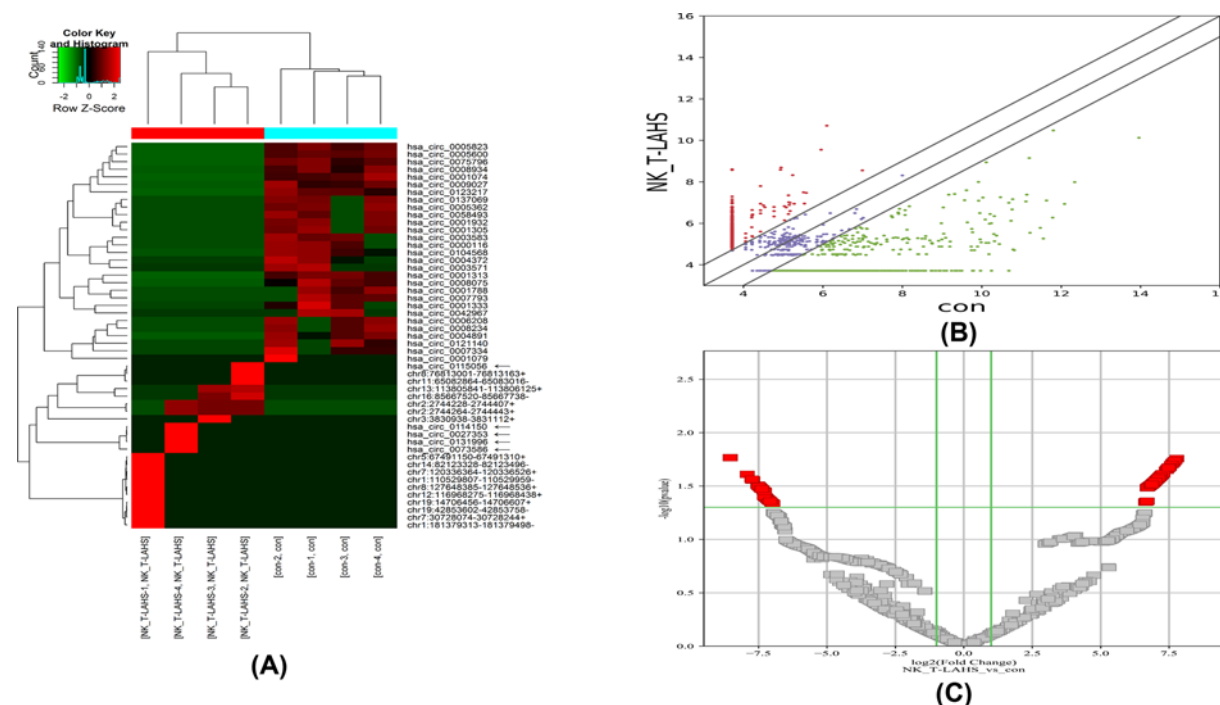 Color Key
and Histogram
Count
0 60 140
-2 0 2
Row Z-Score
hsa_circ_0005823
hsa_circ_0005600
hsa_circ_0075796
hsa_circ_0008934
hsa_circ_0001074
hsa_circ_0009027
hsa_circ_0123217
hsa_circ_0137069
hsa_circ_0005362
hsa_circ_0058493
hsa_circ_0001932
hsa_circ_0001305
hsa_circ_0003583
hsa_circ_0000116
hsa_circ_0104568
hsa_circ_0004372
hsa_circ_0003571
hsa_circ_0001313
hsa_circ_0008075
hsa_circ_0001788
hsa_circ_0007793
hsa_circ_0001333
hsa_circ_0042967
hsa_circ_0006208
hsa_circ_0008234
hsa_circ_0004891
hsa_circ_0121140
hsa_circ_0007334
hsa_circ_0001079
hsa_circ_0115056 ←
chr8:76813001-76813163+
chr11:65082864-65083016-
chr13:113805841-113806125+
chr16:85667520-85667738-
chr2:2744228-2744407+
chr2:2744264-2744443+
chr3:3830938-3831112+
hsa_circ_0114150 ←
hsa_circ_0027353 ←
hsa_circ_0131996 ←
hsa_circ_0073586 ←
chr5:67491150-67491310+
chr14:82123328-82123496-
chr7:120336364-120336526+
chr1:110529807-110529959-
chr8:127648385-127648536+
chr12:116968275-116968438+
chr19:14706456-14706607+
chr19:42853602-42853758-
chr7:30728074-30728244+
chr1:181379313-181379498-
[NK_T-LAHS-1, NK_T-LAHS]
[NK_T-LAHS-4, NK_T-LAHS]
[NK_T-LAHS-3, NK_T-LAHS]
[NK_T-LAHS-2, NK_T-LAHS]
[con-2, con]
[con-1, con]
[con-3, con]
[con-4, con]
(A)
NK_T-LAHS
16
14
12
10
8
6
4
4 6 8 10 12 14 16
con
(B)
-log10(pvalue)
2.5
2.0
1.5
1.0
0.5
0.0
-7.5 -5.0 -2.5 0.0 2.5 5.0 7.5
log2(Fold Change)
NK_T-LAHS_vs_con
(C)